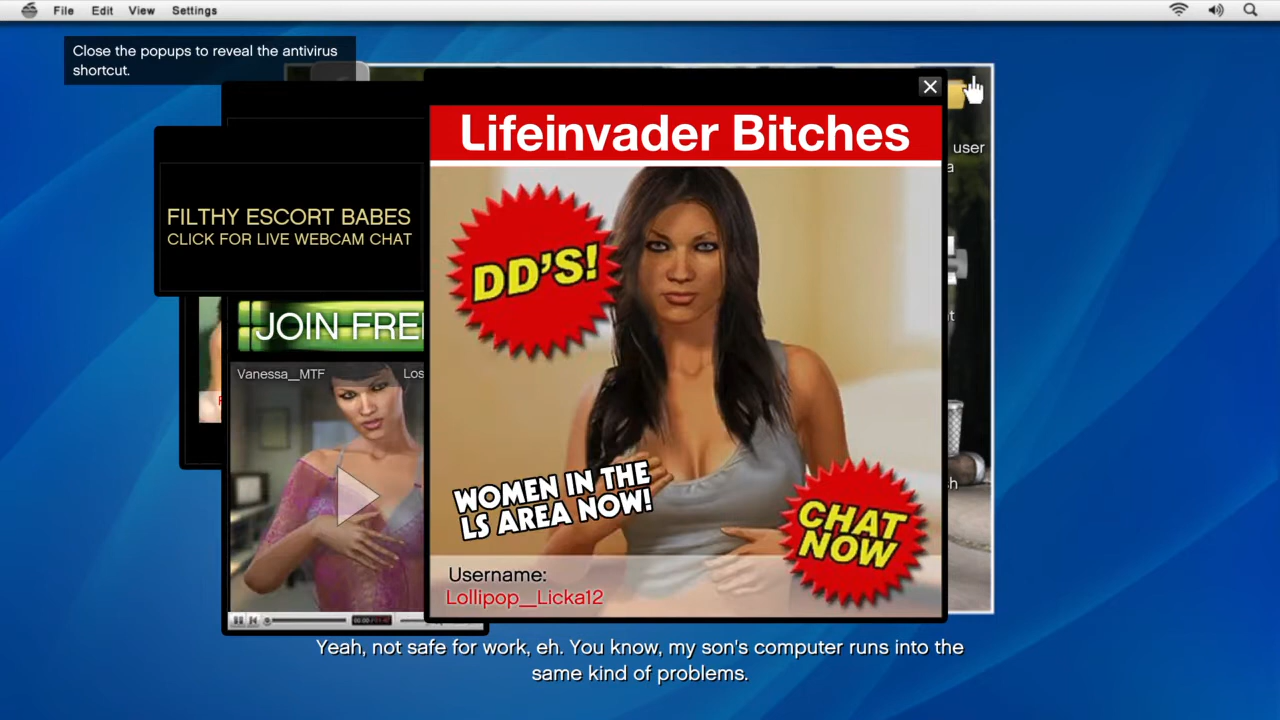 File Edit View Settings
Close the popups to reveal the antivirus
shortcut.
Lifeinvader Bitches
user
FILTHY ESCORT BABES
CLICK FOR LIVE WEBCAM CHAT
DD'S!
JOIN FREE
Vanessa__MTF
Los
WOMEN IN THE
LS AREA NOW!
CHAT
NOW
Username:
Lollipop__Licka12
Yeah, not safe for work, eh. You know, my son's computer runs into the
same kind of problems.